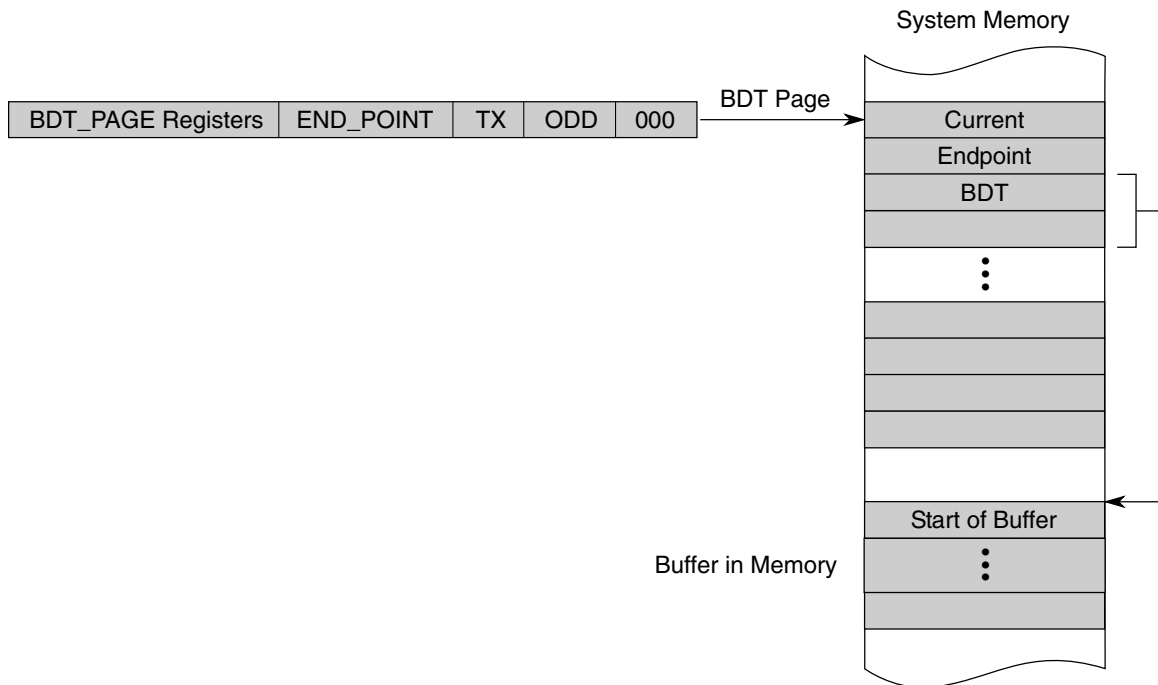 System Memory
BDT_PAGE Registers END_POINT TX ODD 000
BDT Page
Current
Endpoint
BDT
Start of Buffer
Buffer in Memory